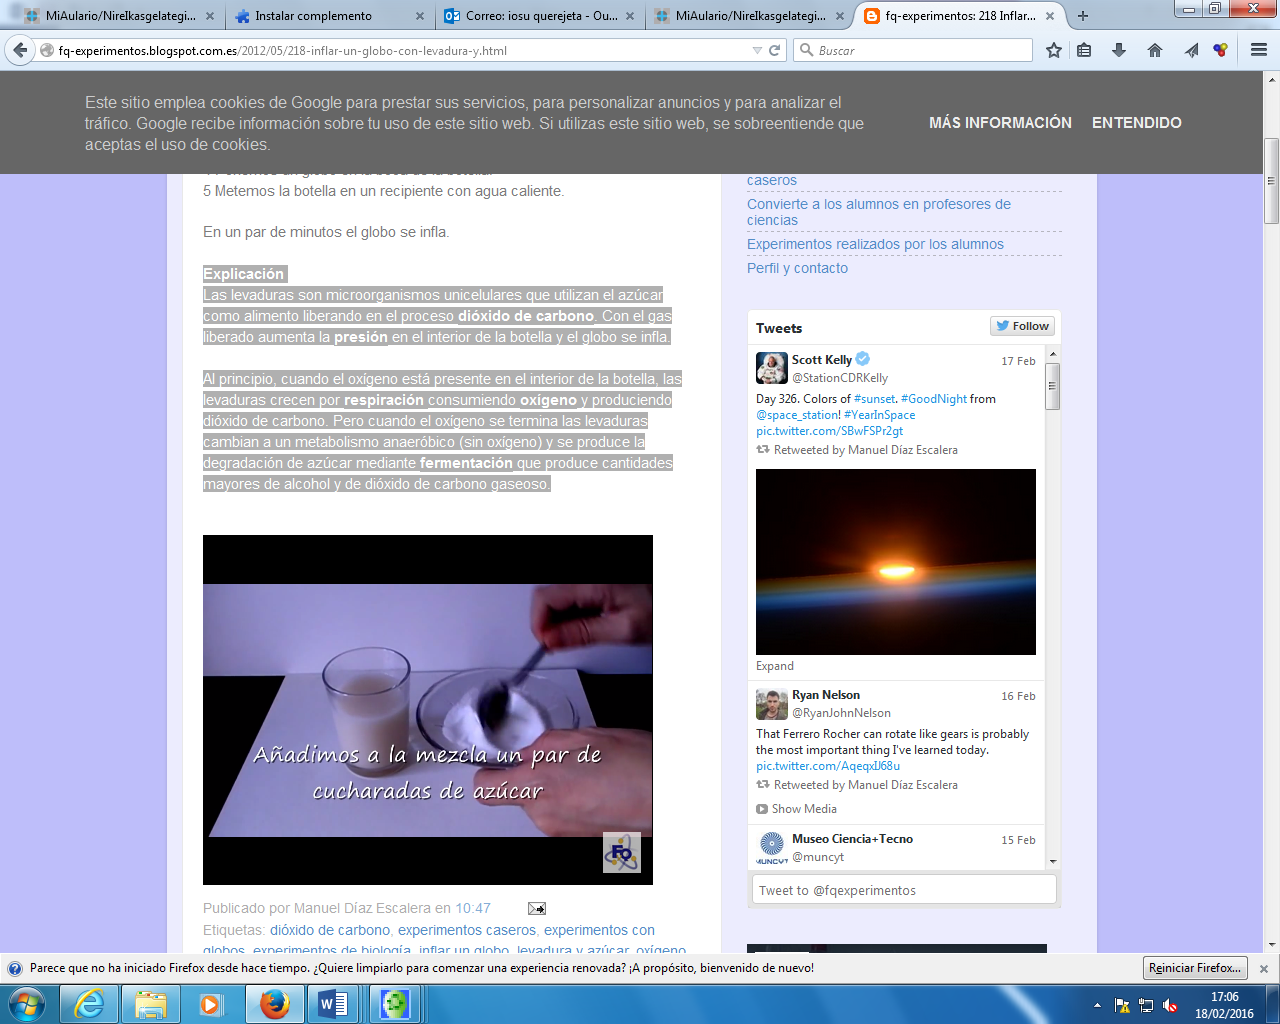 MiAulario/NireIkasgelategi...
Instalar complemento
Correo: iosu querejeta - Ou...
MiAulario/NireIkasgelategi...
fq-experimentos: 218 Inflar...
fq-experimentos.blogspot.com.es/2012/05/218-inflar-un-globo-con-levadura-y.html
Buscar
Este sitio emplea cookies de Google para prestar sus servicios, para personalizar anuncios y para analizar el
tráfico. Google recibe información sobre tu uso de este sitio web. Si utilizas este sitio web, se sobreentiende que
aceptas el uso de cookies.
MÁS INFORMACIÓN
ENTENDIDO
5 Metemos la botella en un recipiente con agua caliente.
En un par de minutos el globo se infla.
Explicación
Las levaduras son microorganismos unicelulares que utilizan el azúcar
como alimento liberando en el proceso dióxido de carbono. Con el gas
liberado aumenta la presión en el interior de la botella y el globo se infla.
Al principio, cuando el oxígeno está presente en el interior de la botella, las
levaduras crecen por respiración consumiendo oxígeno y produciendo
dióxido de carbono. Pero cuando el oxígeno se termina las levaduras
cambian a un metabolismo anaeróbico (sin oxígeno) y se produce la
degradación de azúcar mediante fermentación que produce cantidades
mayores de alcohol y de dióxido de carbono gaseoso.
Añadimos a la mezcla un par de
cucharadas de azúcar
FQ
Publicado por Manuel Díaz Escalera en 10:47
Etiquetas: dióxido de carbono, experimentos caseros, experimentos con
globos, experimentos de biología, inflar un globo, levadura y azúcar, oxígeno
caseros
Convierte a los alumnos en profesores de
ciencias
Experimentos realizados por los alumnos
Perfil y contacto
Tweets
Follow
Scott Kelly
17 Feb
@StationCDRKelly
Day 326. Colors of #sunset. #GoodNight from
@space_station! #YearInSpace
pic.twitter.com/SBwFSPr2gt
Retweeted by Manuel Díaz Escalera
Expand
Ryan Nelson
16 Feb
@RyanJohnNelson
That Ferrero Rocher can rotate like gears is probably
the most important thing I've learned today.
pic.twitter.com/AqeqxIJ68u
Retweeted by Manuel Díaz Escalera
Show Media
Museo Ciencia+Tecno
15 Feb
@muncyt
MUNCYT
Tweet to @fqexperimentos
Parece que no ha iniciado Firefox desde hace tiempo. ¿Quiere limpiarlo para comenzar una experiencia renovada? ¡A propósito, bienvenido de nuevo!
Reiniciar Firefox...
17:06
18/02/2016